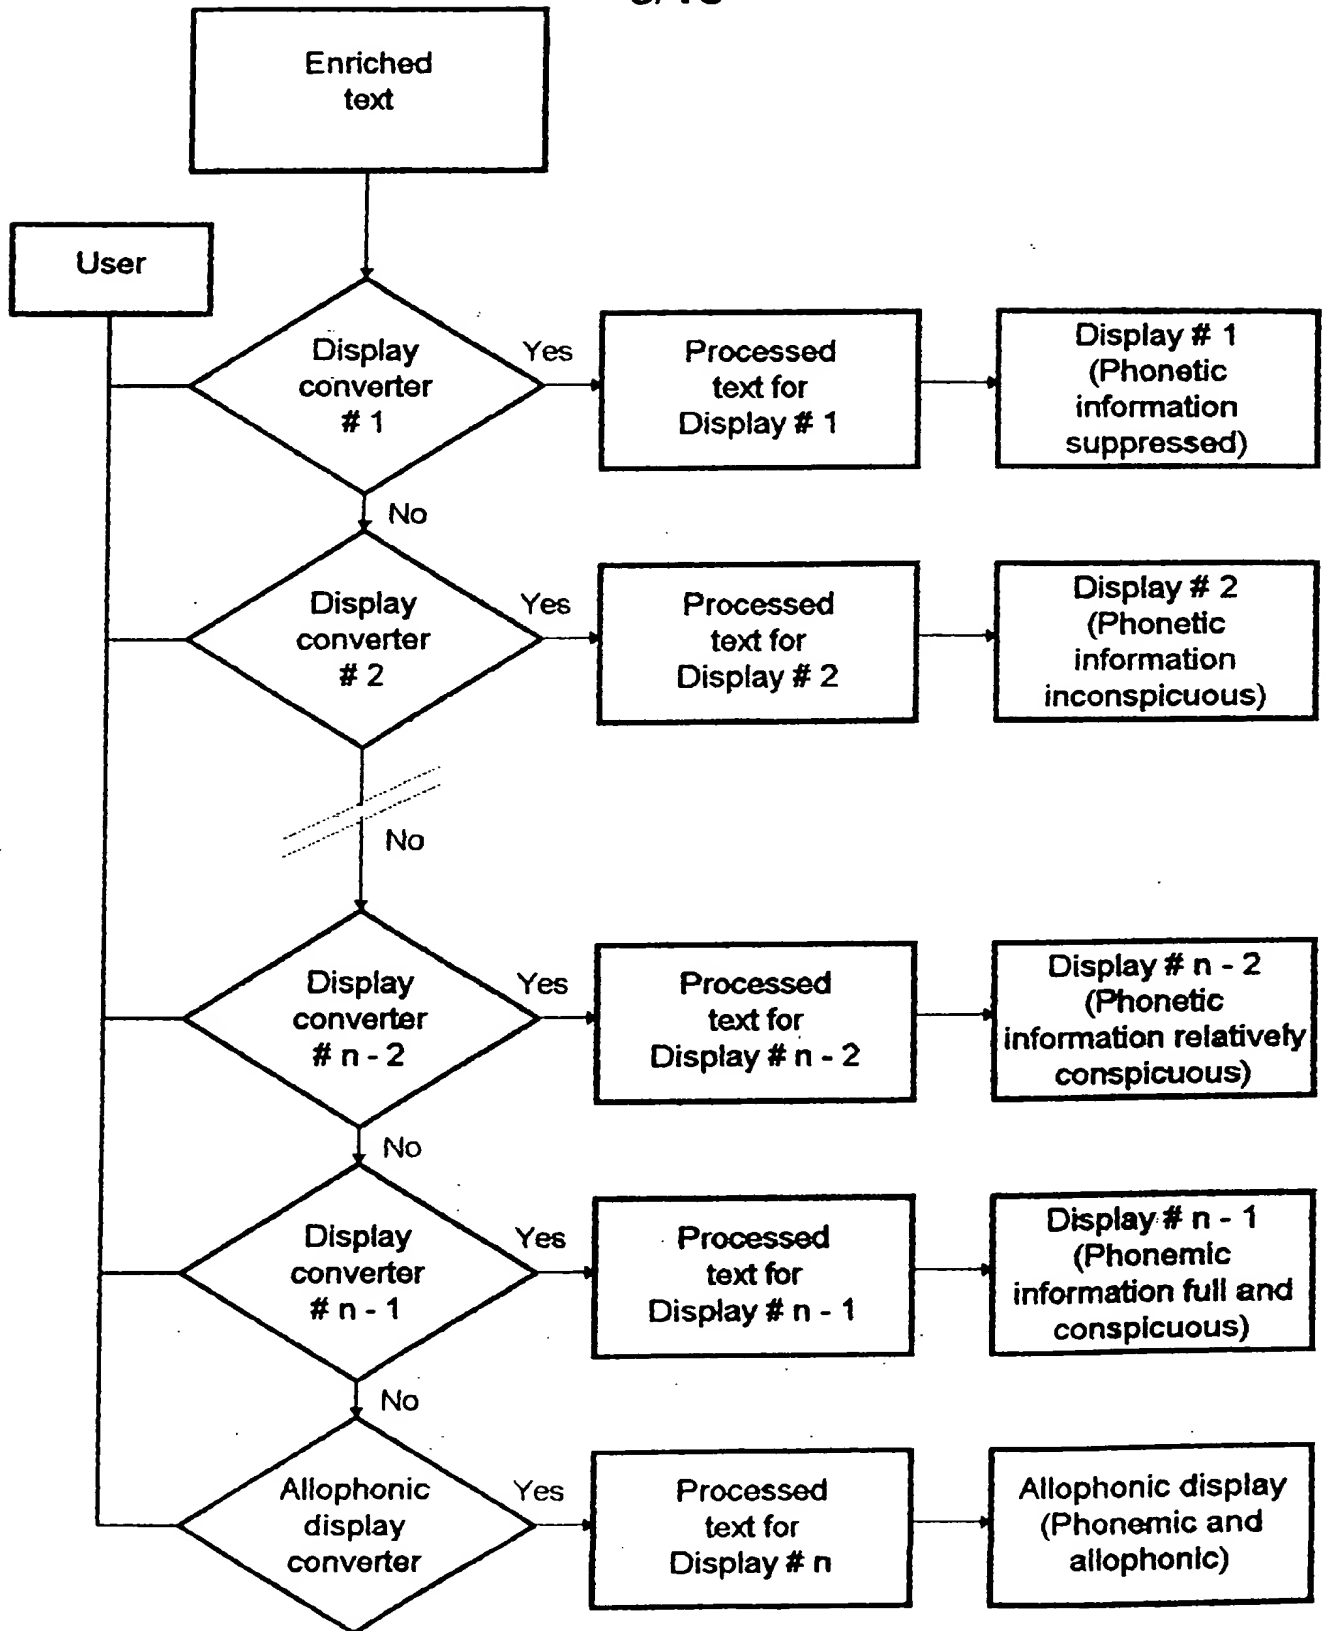 Enriched
text
User
Display
converter
# 1
Yes
Processed
text for
Display # 1
Display # 1
(Phonetic
information
suppressed)
No
Display
converter
# 2
Yes
Processed
text for
Display # 2
Display # 2
(Phonetic
information
inconspicuous)
No
Display
converter
# n - 2
Yes
Processed
text for
Display # n - 2
Display # n - 2
(Phonetic
information relatively
conspicuous)
No
Display
converter
# n - 1
Yes
Processed
text for
Display # n - 1
Display # n - 1
(Phonemic
information full and
conspicuous)
No
Allophonic
display
converter
Yes
Processed
text for
Display # n
Allophonic display
(Phonemic and
allophonic)